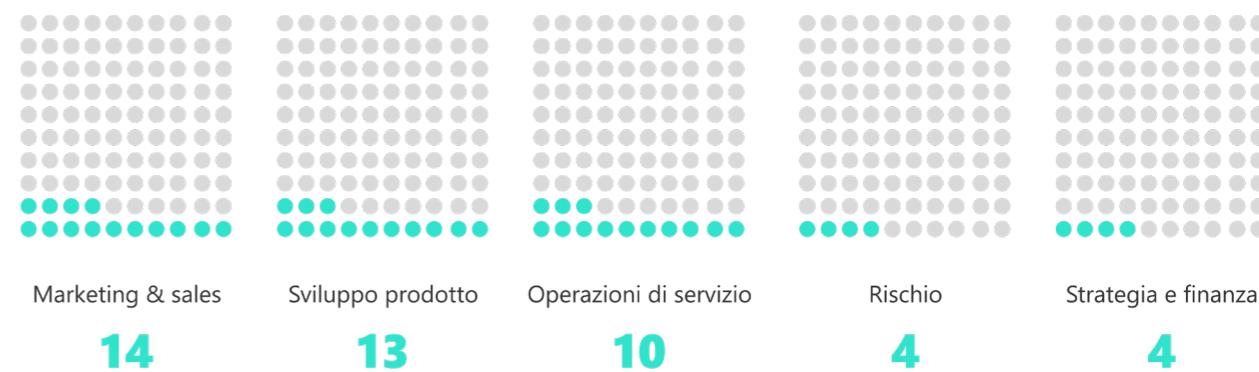 Marketing & sales
14
Sviluppo prodotto
13
Operazioni di servizio
10
Rischio
4
Strategia e finanza
4